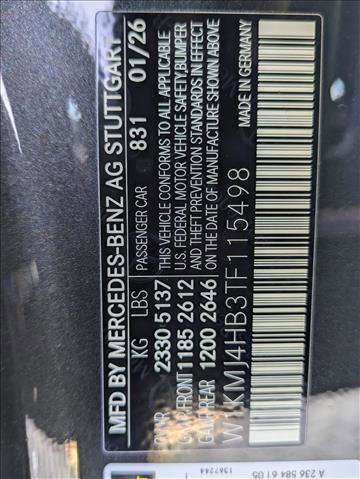 MFD BY MERCEDES-BENZ AG STUTTGART
831 01/26
KG LBS PASSENGER CAR
2330 5137 THIS VEHICLE CONFORMS TO ALL APPLICABLE
FRONT 1185 2612 U.S. FEDERAL MOTOR VEHICLE SAFETY,BUMPER
REAR 1200 2646 AND THEFT PREVENTION STANDARDS IN EFFECT
ON THE DATE OF MANUFACTURE SHOWN ABOVE
KMJ4HB3TF115498
MADE IN GERMANY
A 236 584 61 05
1367244